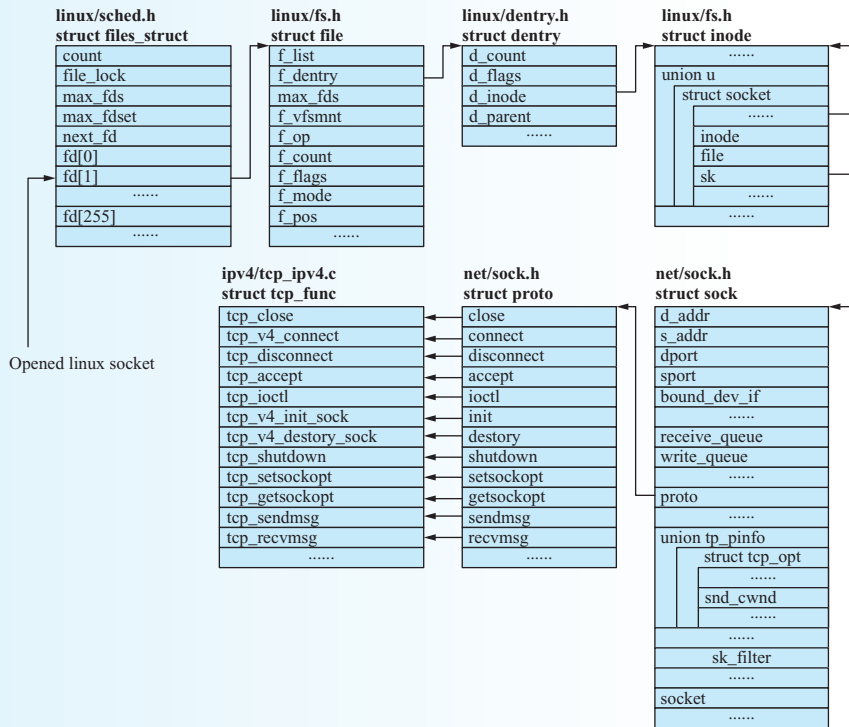 linux/sched.h
struct files_struct
count
file_lock
max_fds
max_fdset
next_fd
fd[0]
fd[1]
......
fd[255]
......
linux/fs.h
struct file
f_list
f_dentry
max_fds
f_vfsmnt
f_op
f_count
f_flags
f_mode
f_pos
......
linux/dentry.h
struct dentry
d_count
d_flags
d_inode
d_parent
......
linux/fs.h
struct inode
......
union u
struct socket
......
inode
file
sk
......
Opened linux socket
ipv4/tcp_ipv4.c
struct tcp_func
tcp_close
tcp_v4_connect
tcp_disconnect
tcp_accept
tcp_ioctl
tcp_v4_init_sock
tcp_v4_destory_sock
tcp_shutdown
tcp_setsockopt
tcp_getsockopt
tcp_sendmsg
tcp_recvmsg
......
net/sock.h
struct proto
close
connect
disconnect
accept
ioctl
init
destory
shutdown
setsockopt
getsockopt
sendmsg
recvmsg
......
net/sock.h
struct sock
d_addr
s_addr
dport
sport
bound_dev_if
......
receive_queue
write_queue
......
proto
......
union tp_pinfo
struct tcp_opt
......
snd_cwnd
......
......
sk_filter
......
socket
......